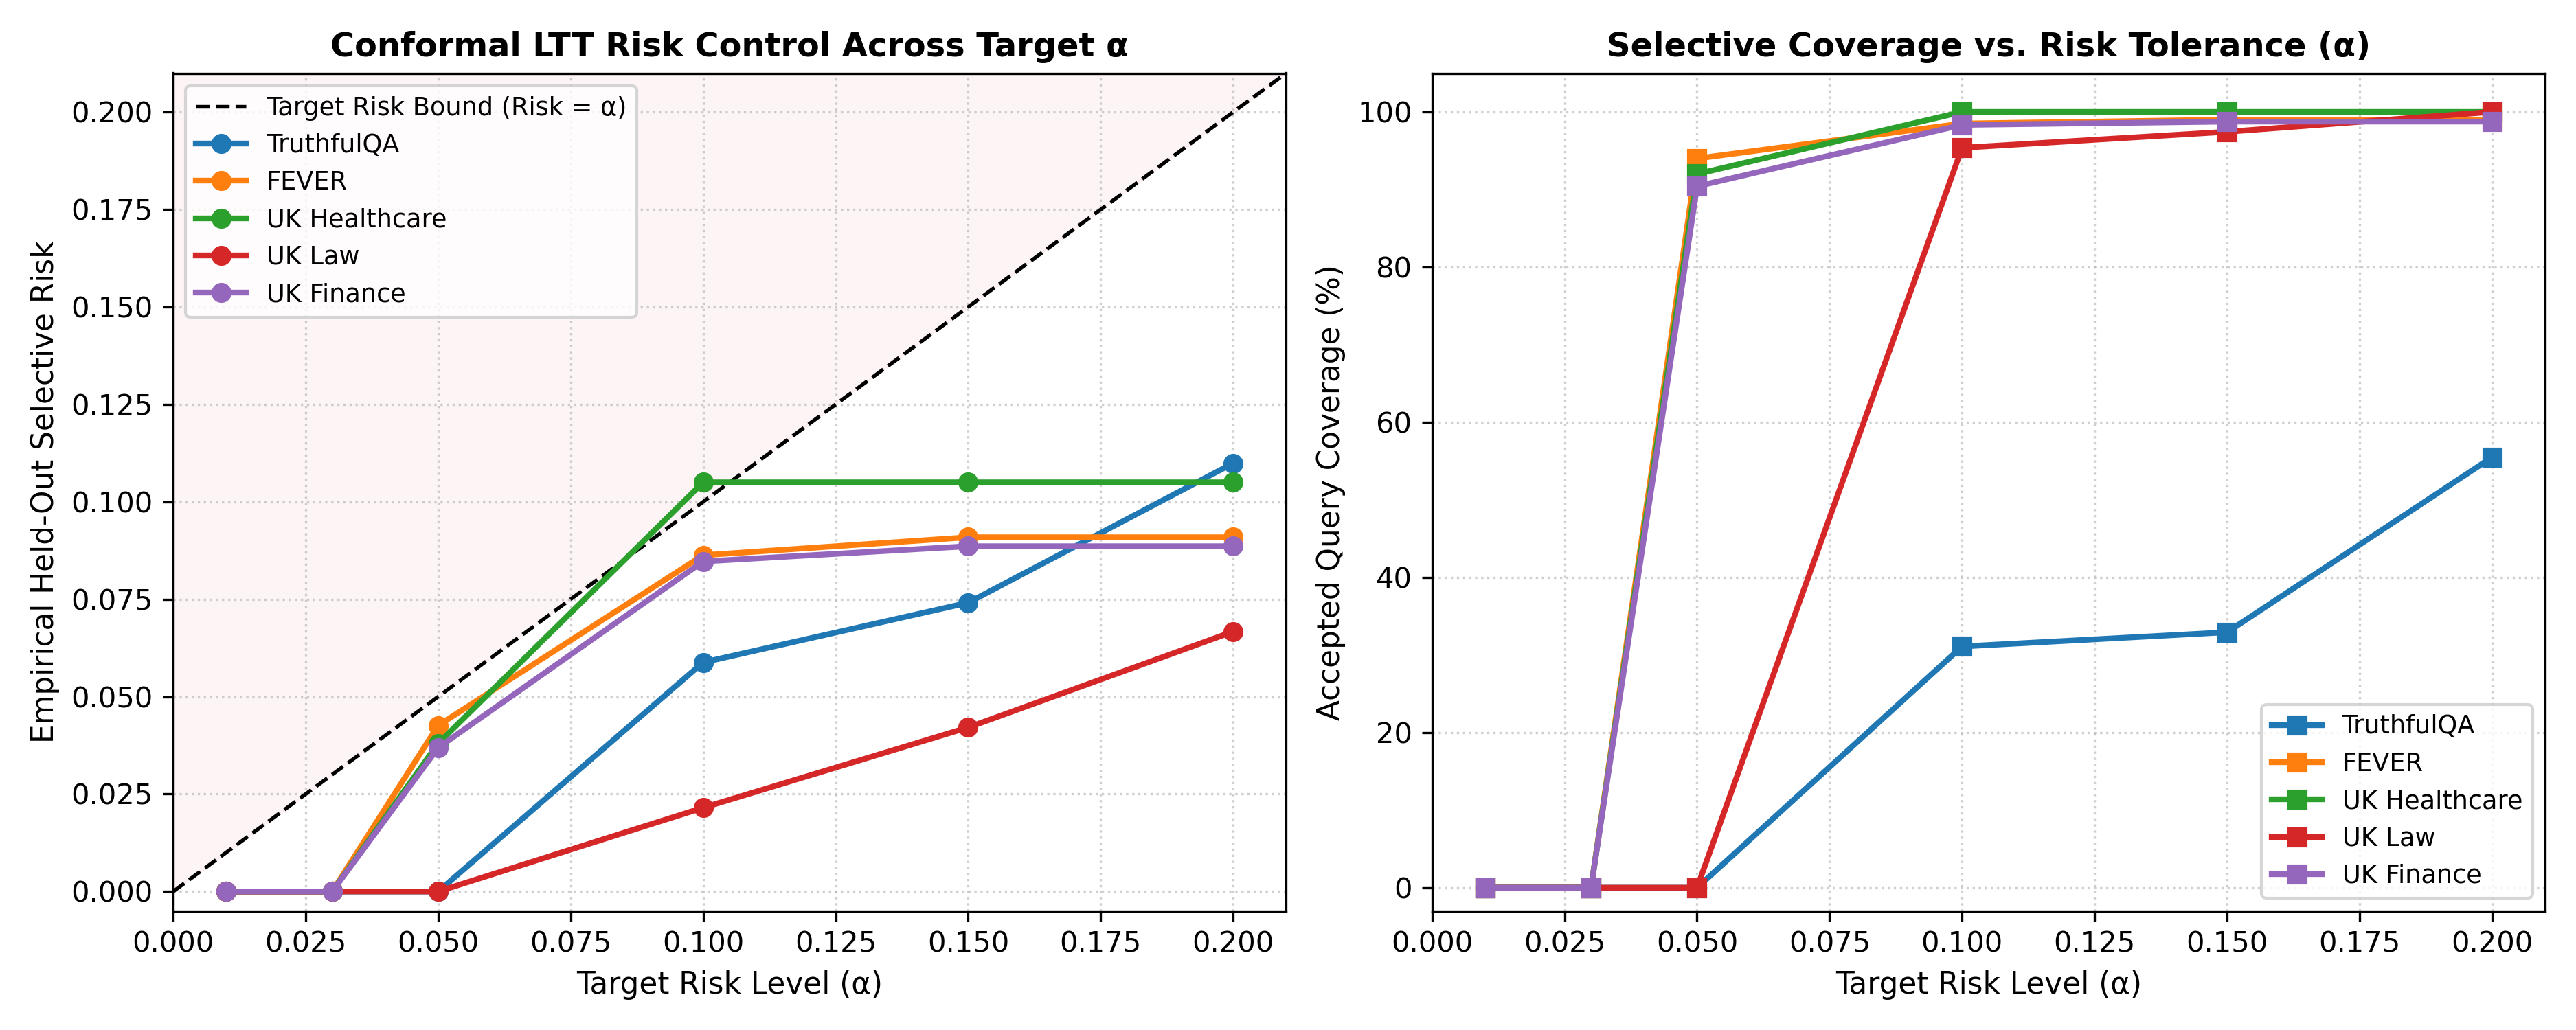 Conformal LTT Risk Control Across Target α
Target Risk Bound (Risk = α)
TruthfulQA
FEVER
UK Healthcare
UK Law
UK Finance
Empirical Held-Out Selective Risk
0.200
0.175
0.150
0.125
0.100
0.075
0.050
0.025
0.000
0.000 0.025 0.050 0.075 0.100 0.125 0.150 0.175 0.200
Target Risk Level (α)
Selective Coverage vs. Risk Tolerance (α)
Accepted Query Coverage (%)
100
80
60
40
20
0
TruthfulQA
FEVER
UK Healthcare
UK Law
UK Finance
0.000 0.025 0.050 0.075 0.100 0.125 0.150 0.175 0.200
Target Risk Level (α)